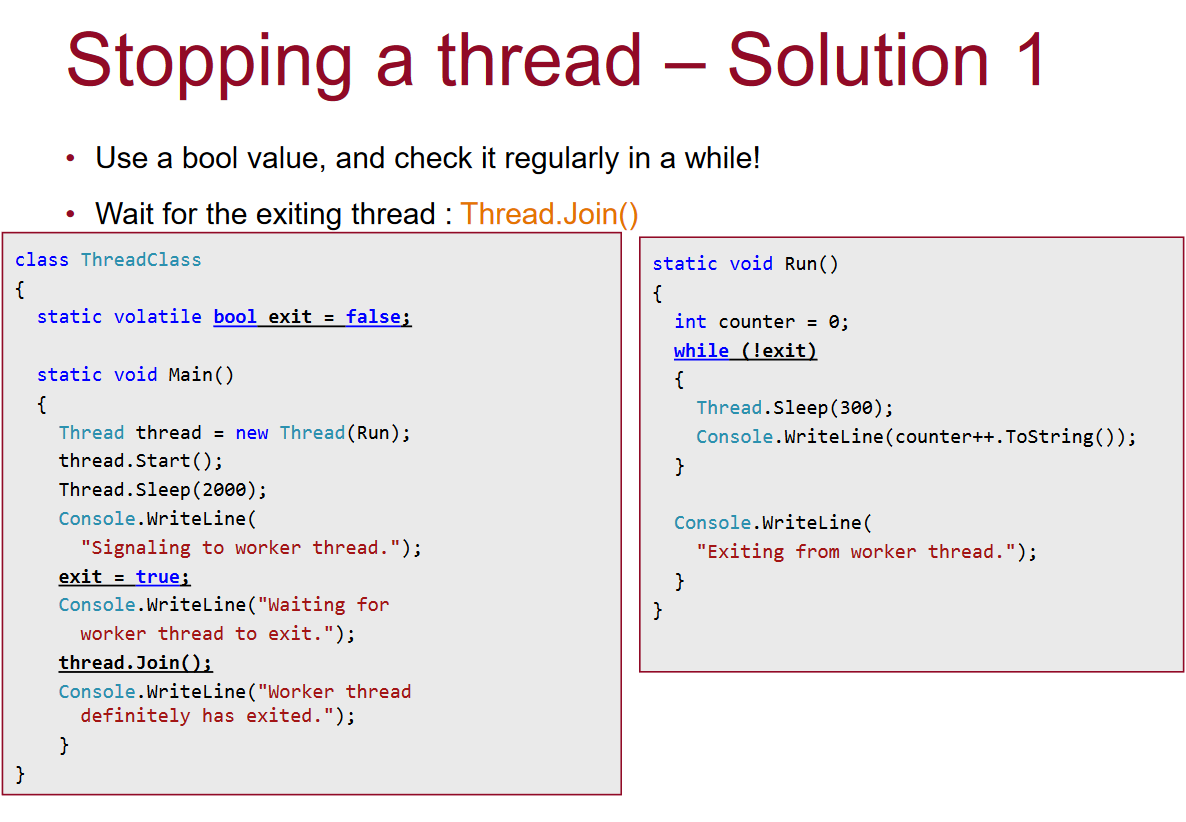 Stopping a thread – Solution 1
• Use a bool value, and check it regularly in a while!
• Wait for the exiting thread : Thread.Join()
class ThreadClass
{
static volatile bool exit = false;
static void Main()
{
Thread thread = new Thread(Run);
thread.Start();
Thread.Sleep(2000);
Console.WriteLine(
"Signaling to worker thread.");
exit = true;
Console.WriteLine("Waiting for
worker thread to exit.");
thread.Join();
Console.WriteLine("Worker thread
definitely has exited.");
}
}
static void Run()
{
int counter = 0;
while (!exit)
{
Thread.Sleep(300);
Console.WriteLine(counter++.ToString());
}
Console.WriteLine(
"Exiting from worker thread.");
}
}